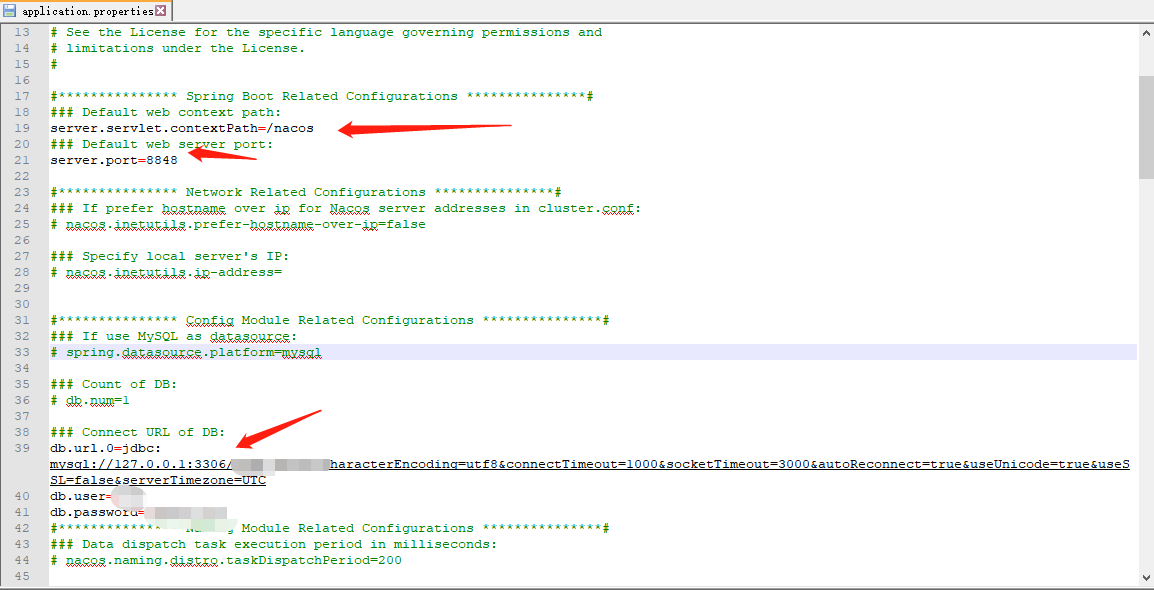 application.properties
13 # See the License for the specific language governing permissions and
14 # limitations under the License.
15 #
16
17 #*************** Spring Boot Related Configurations ***************#
18 ### Default web context path:
19 server.servlet.contextPath=/nacos
20 ### Default web server port:
21 server.port=8848
22
23 #*************** Network Related Configurations ***************#
24 ### If prefer hostname over ip for Nacos server addresses in cluster.conf:
25 # nacos.inetutils.prefer-hostname-over-ip=false
26
27 ### Specify local server's IP:
28 # nacos.inetutils.ip-address=
29
30
31 #*************** Config Module Related Configurations ***************#
32 ### If use MySQL as datasource:
33 # spring.datasource.platform=mysql
34
35 ### Count of DB:
36 # db.num=1
37
38 ### Connect URL of DB:
39 db.url.0=jdbc:
mysql://127.0.0.1:3306/ haracterEncoding=utf8&connectTimeout=1000&socketTimeout=3000&autoReconnect=true&useUnicode=true&useS
SL=false&serverTimezone=UTC
40 db.user=
41 db.password=
42 #************* Module Related Configurations ***************#
43 ### Data dispatch task execution period in milliseconds:
44 # nacos.naming.distro.taskDispatchPeriod=200
45